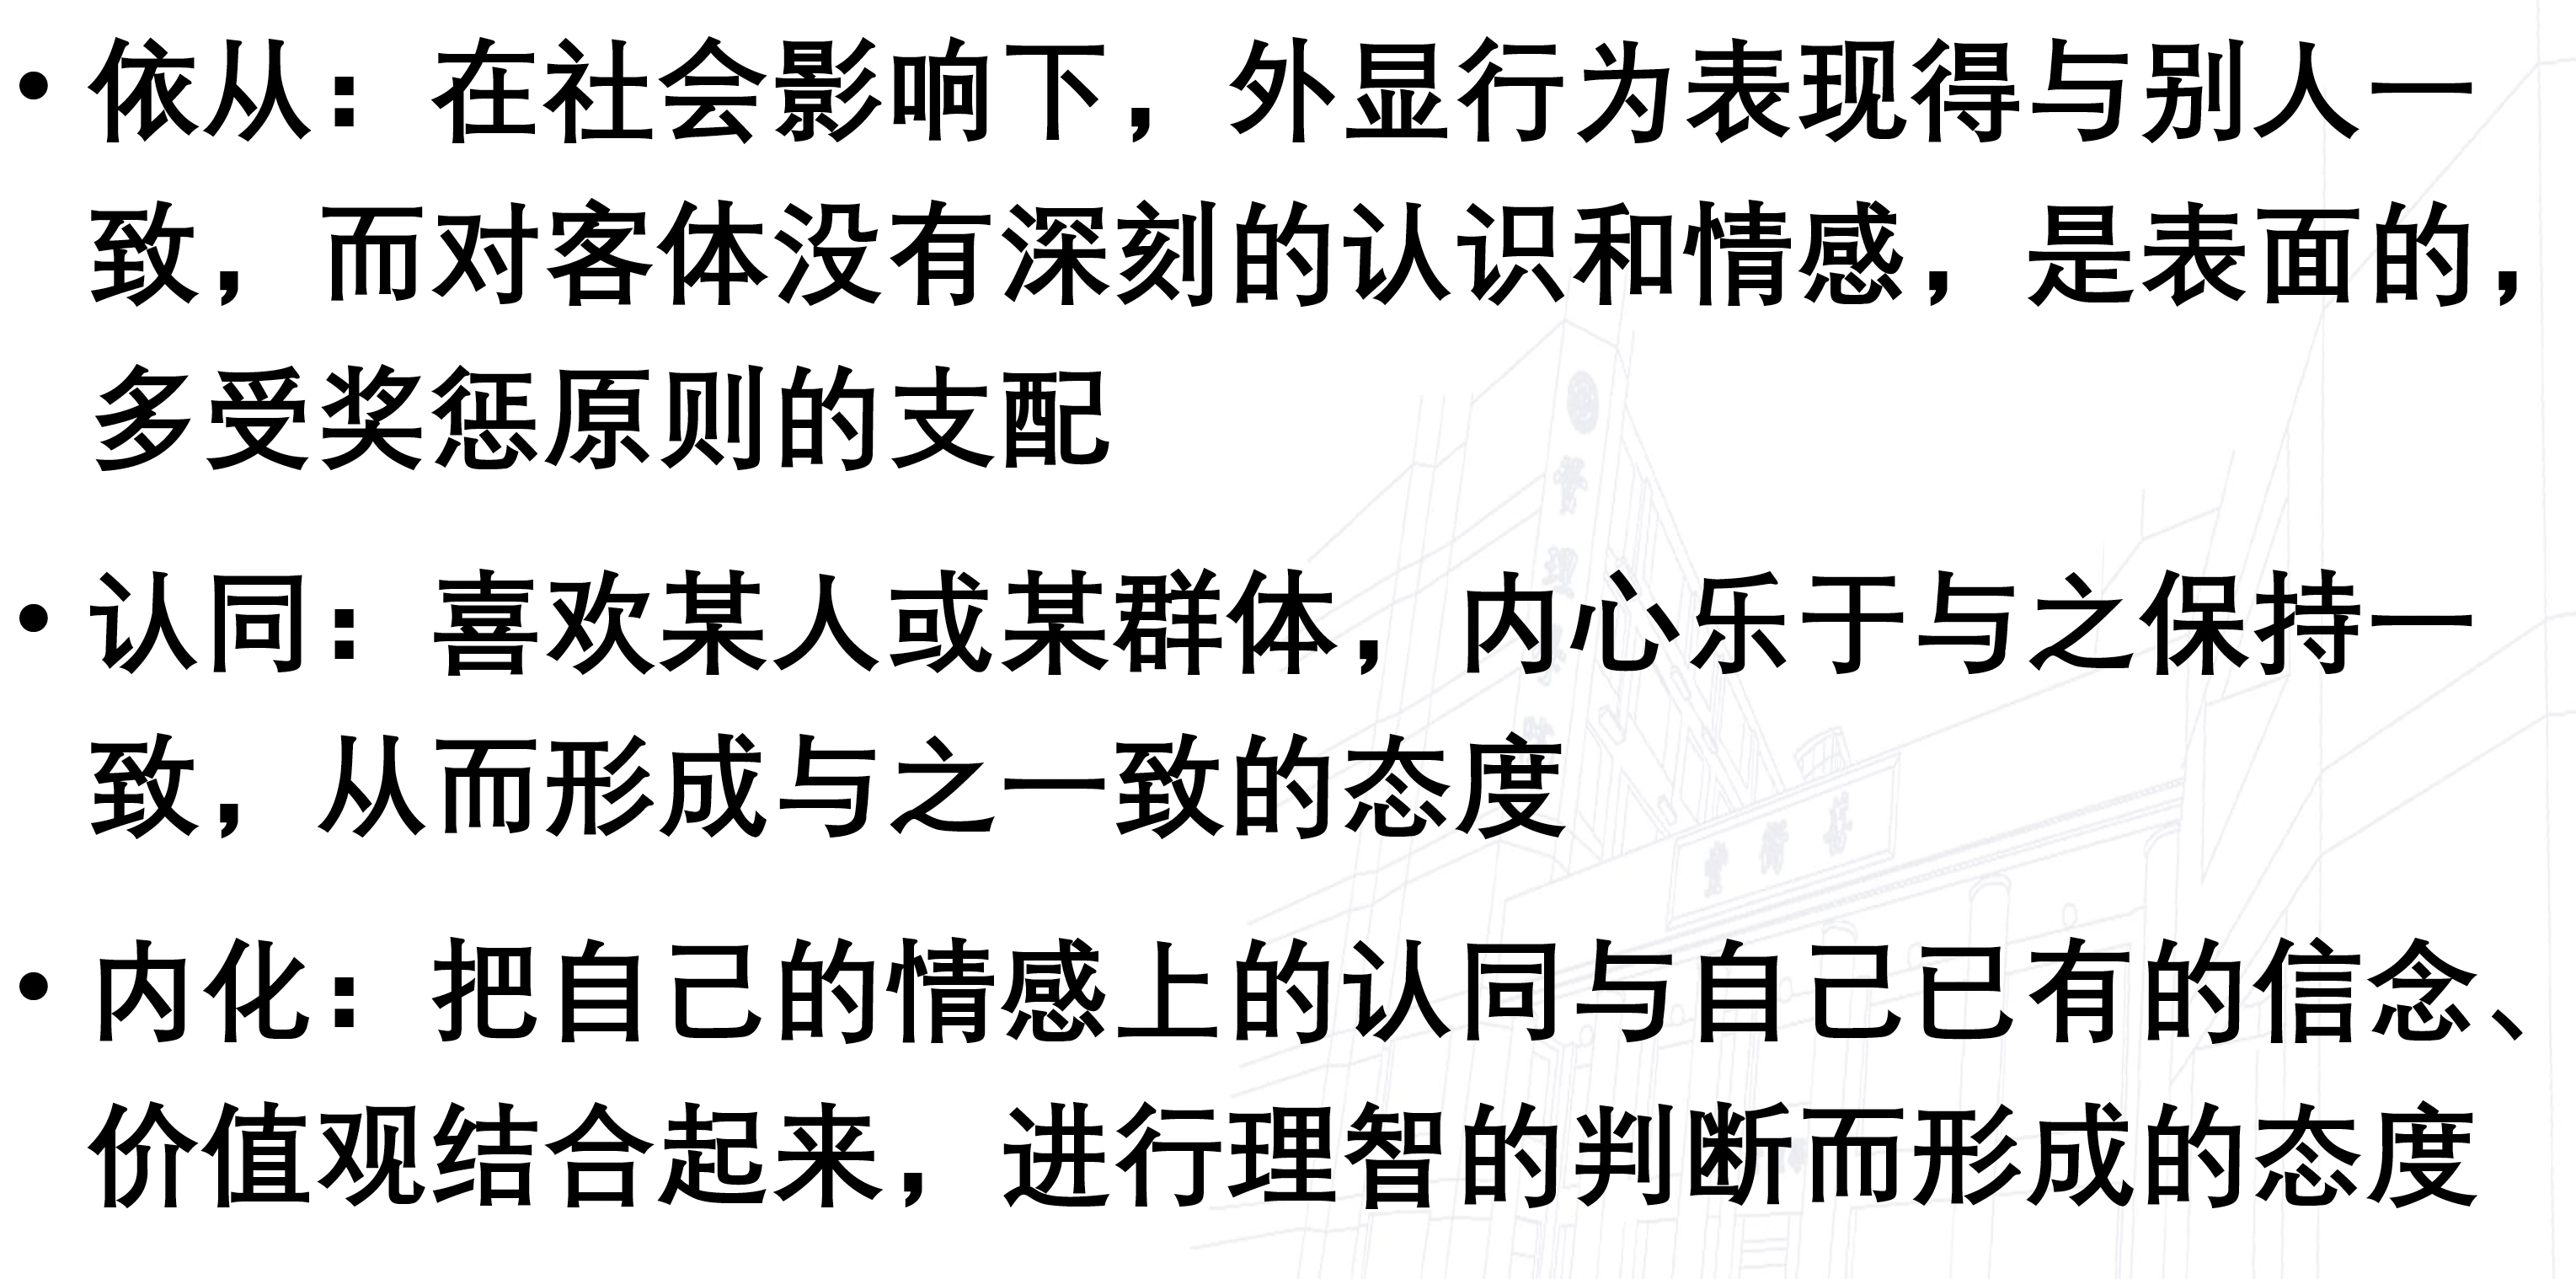 • 依从：在社会影响下，外显行为表现得与别人一
致，而对客体没有深刻的认识和情感，是表面的，
多受奖惩原则的支配
• 认同：喜欢某人或某群体，内心乐于与之保持一
致，从而形成与之一致的态度
• 内化：把自己的情感上的认同与自己已有的信念、
价值观结合起来，进行理智的判断而形成的态度